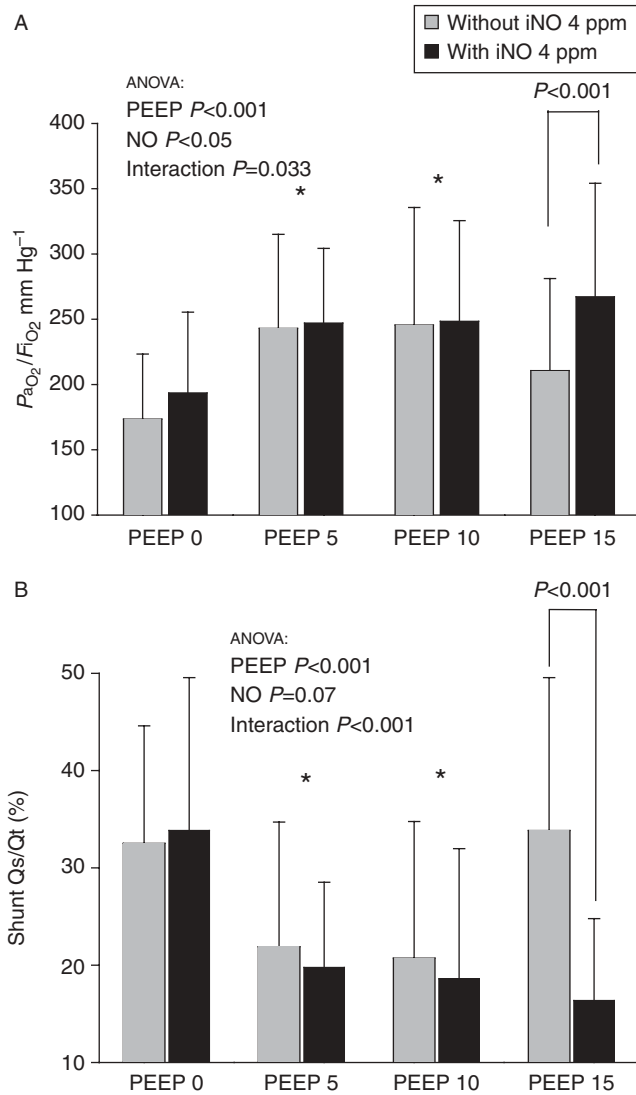 A
Without iNO 4 ppm
With iNO 4 ppm
ANOVA:
PEEP P<0.001
NO P<0.05
Interaction P=0.033
P<0.001
*
*
400
350
300
250
200
150
100
PaO2/FiO2 mm Hg−1
PEEP 0
PEEP 5
PEEP 10
PEEP 15
B
ANOVA:
PEEP P<0.001
NO P=0.07
Interaction P<0.001
P<0.001
*
*
50
40
30
20
10
Shunt Qs/Qt (%)
PEEP 0
PEEP 5
PEEP 10
PEEP 15